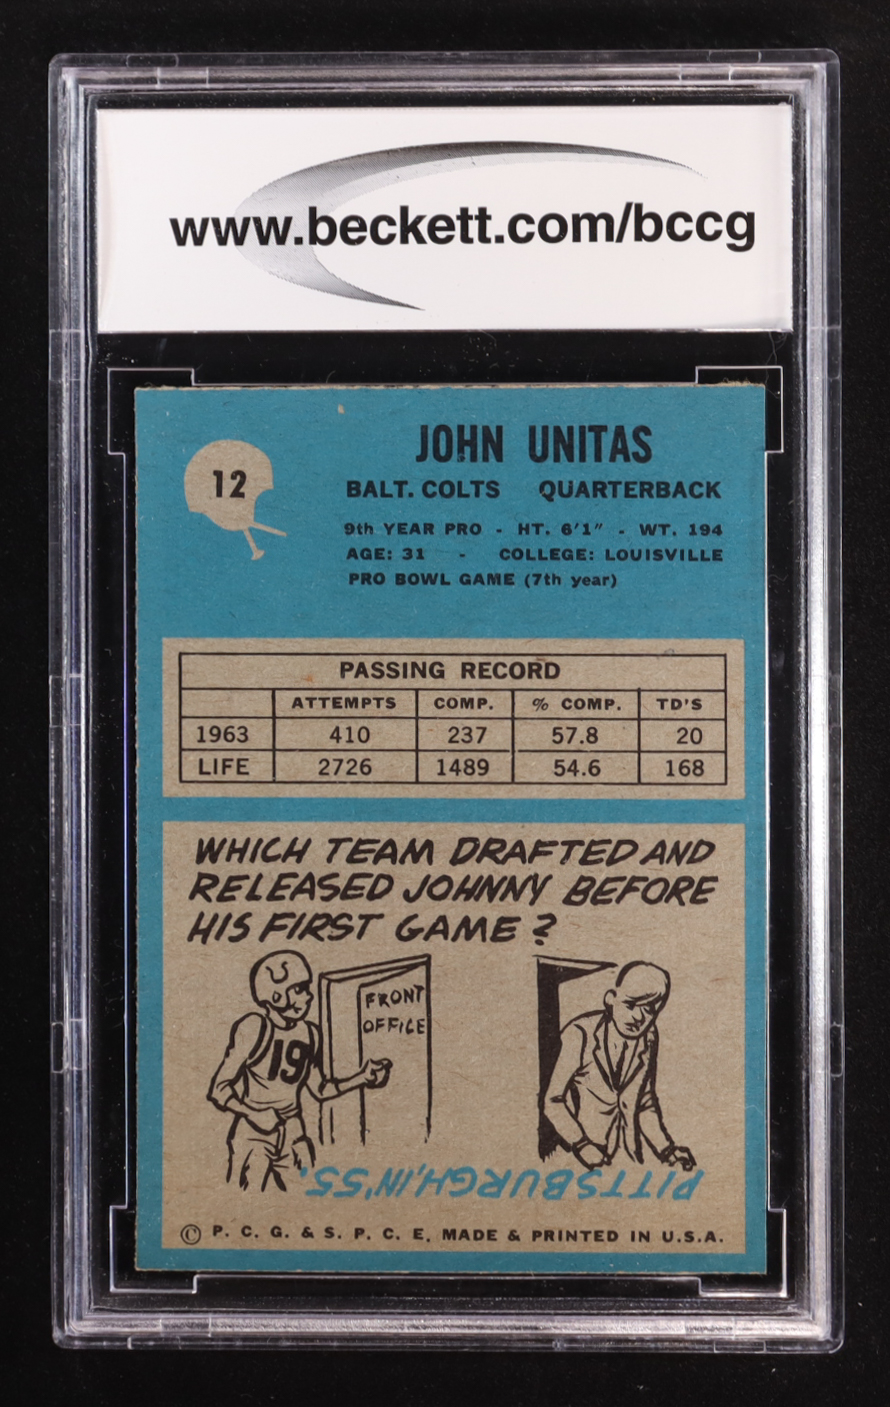 www.beckett.com/bccg
12
JOHN UNITAS
BALT. COLTS QUARTERBACK
9th YEAR PRO - HT. 6'1" - WT. 194
AGE: 31 - COLLEGE: LOUISVILLE
PRO BOWL GAME (7th year)
PASSING RECORD
ATTEMPTS COMP. % COMP. TD'S
1963 410 237 57.8 20
LIFE 2726 1489 54.6 168
WHICH TEAM DRAFTED AND
RELEASED JOHNNY BEFORE
HIS FIRST GAME?
FRONT
OFFICE
19
PITTSBURGH, IN '55.
© P. C. G. & S. P. C. E. MADE & PRINTED IN U.S.A.